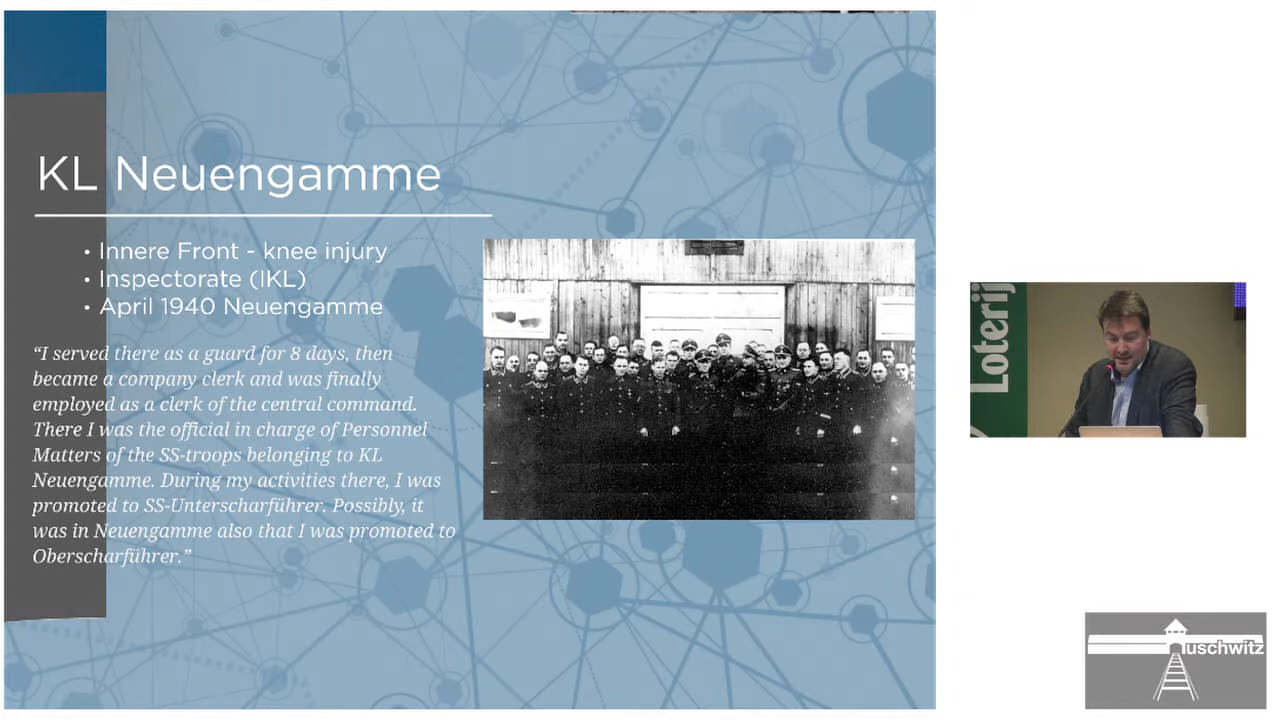 KL Neuengamme
• Innere Front - knee injury
• Inspectorate (IKL)
• April 1940 Neuengamme
“I served there as a guard for 8 days, then
became a company clerk and was finally
employed as a clerk of the central command.
There I was the official in charge of Personnel
Matters of the SS-troops belonging to KL
Neuengamme. During my activities there, I was
promoted to SS-Unterscharführer. Possibly, it
was in Neuengamme also that I was promoted to
Oberscharführer.”
Loterij
uschwitz